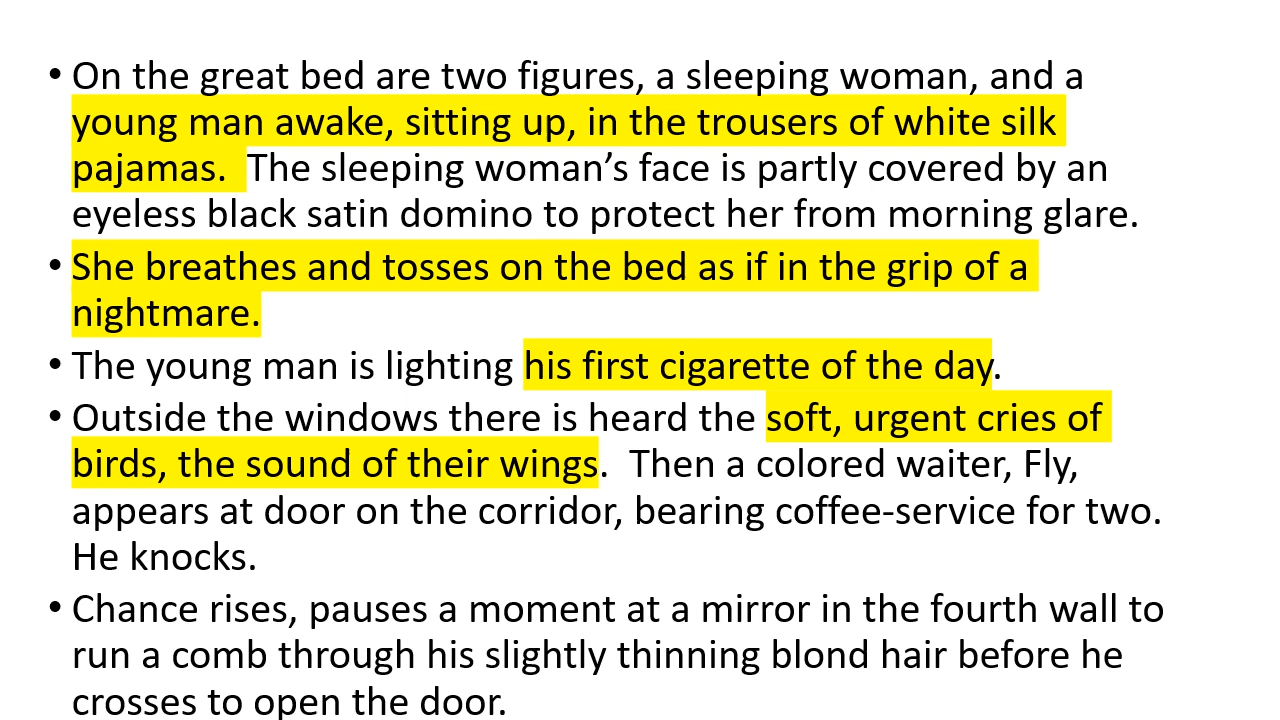 • On the great bed are two figures, a sleeping woman, and a
young man awake, sitting up, in the trousers of white silk
pajamas.  The sleeping woman’s face is partly covered by an
eyeless black satin domino to protect her from morning glare.
• She breathes and tosses on the bed as if in the grip of a
nightmare.
• The young man is lighting his first cigarette of the day.
• Outside the windows there is heard the soft, urgent cries of
birds, the sound of their wings.  Then a colored waiter, Fly,
appears at door on the corridor, bearing coffee-service for two.
He knocks.
• Chance rises, pauses a moment at a mirror in the fourth wall to
run a comb through his slightly thinning blond hair before he
crosses to open the door.